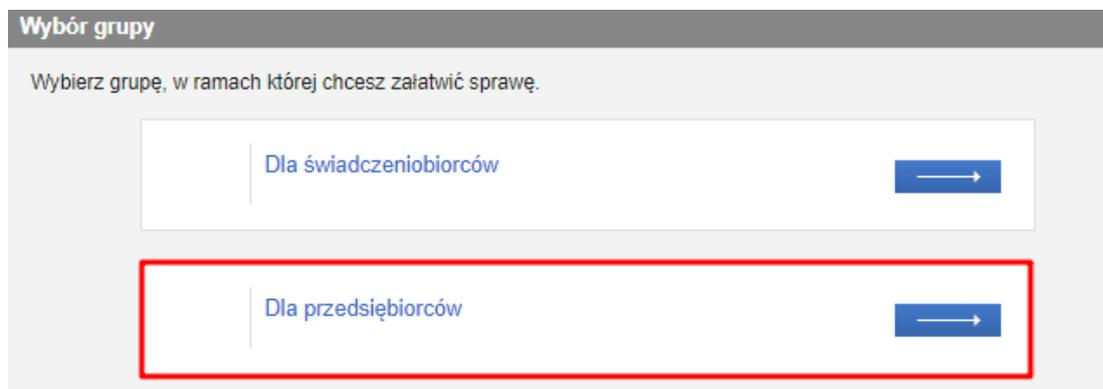 Wybór grupy
Wybierz grupę, w ramach której chcesz załatwić sprawę.
Dla świadczeniobiorców
Dla przedsiębiorców